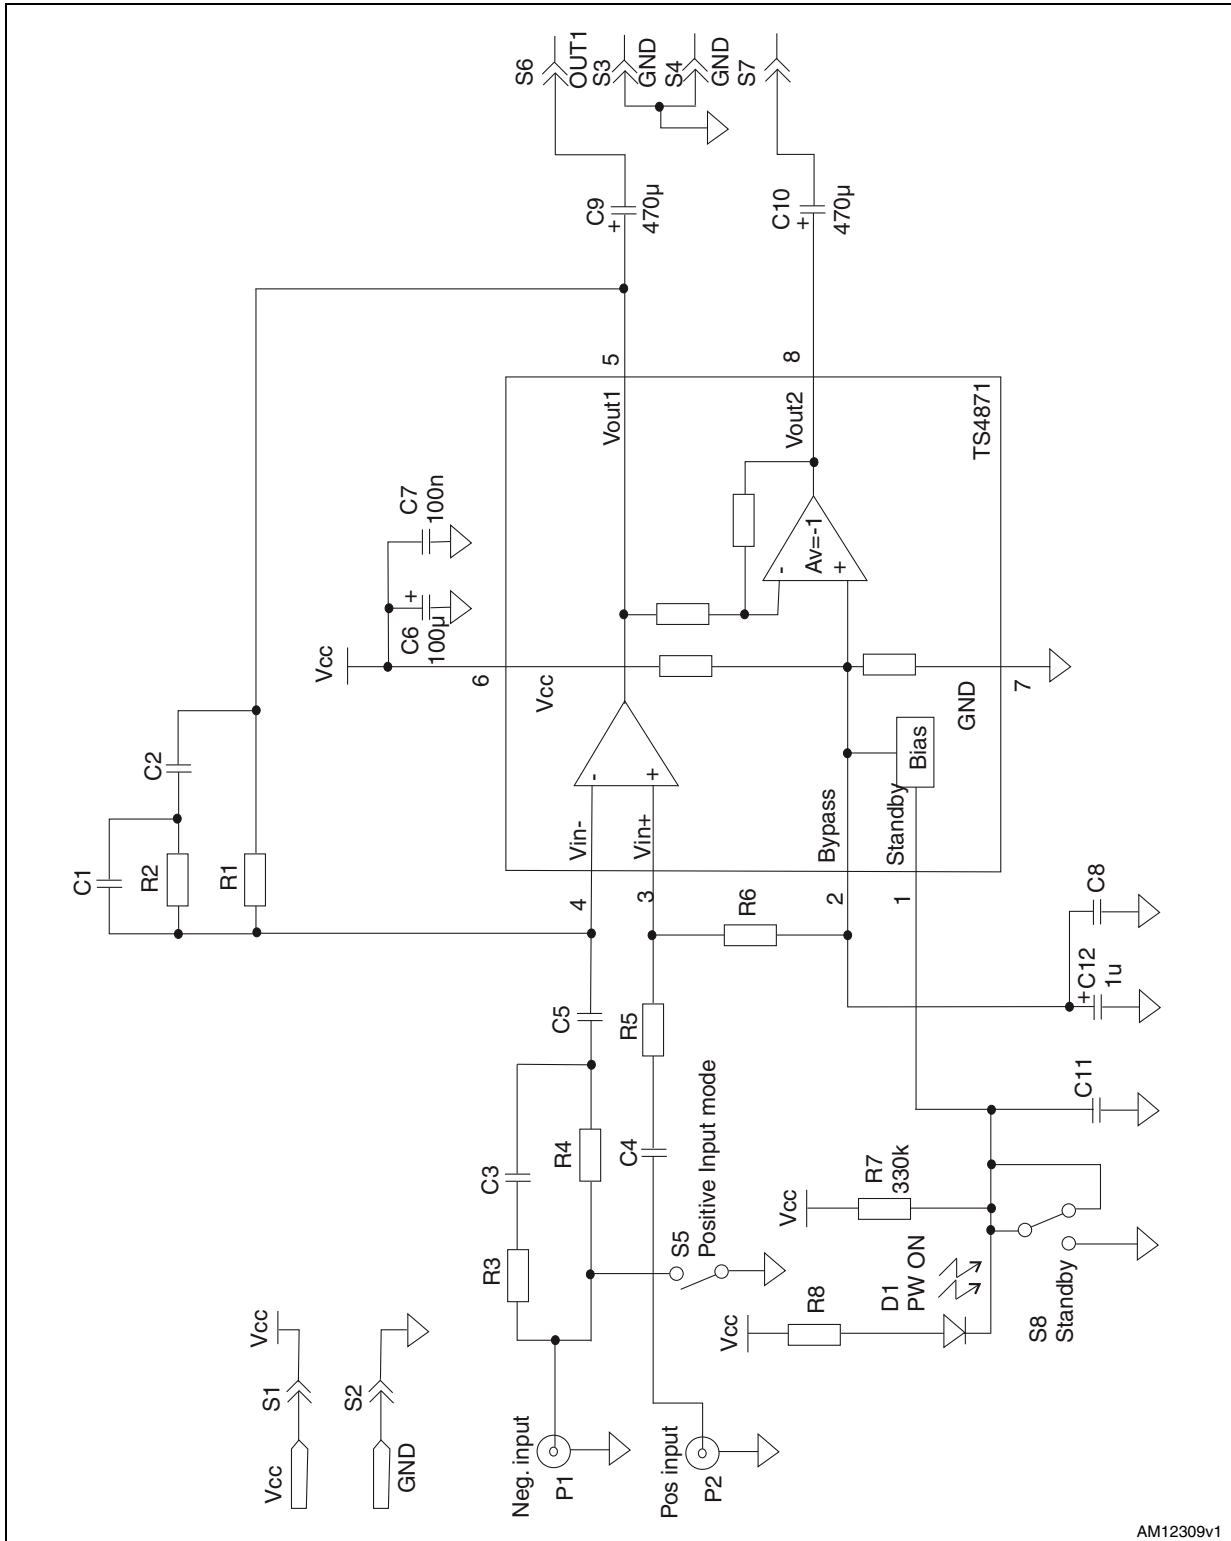 S6
OUT1
S3
GND
S4
GND
S7
C9
+
470µ
C10
+
470µ
5
8
Vout1
Vout2
TS4871
C7
100n
+
C6
100µ
Vcc
6
Vcc
-
Av=-1
+
GND
7
C2
C1
R2
R1
-
+
Vin-
Vin+
Bias
Bypass
Standby
4
3
2
1
R6
C8
+C12
1u
C5
R5
C11
C3
R4
C4
R3
S5
Positive Input mode
Vcc
R7
330k
Vcc
R8
D1
PW ON
S8
Standby
Vcc
S1
S2
Vcc
GND
Neg. input
P1
Pos input
P2
AM12309v1